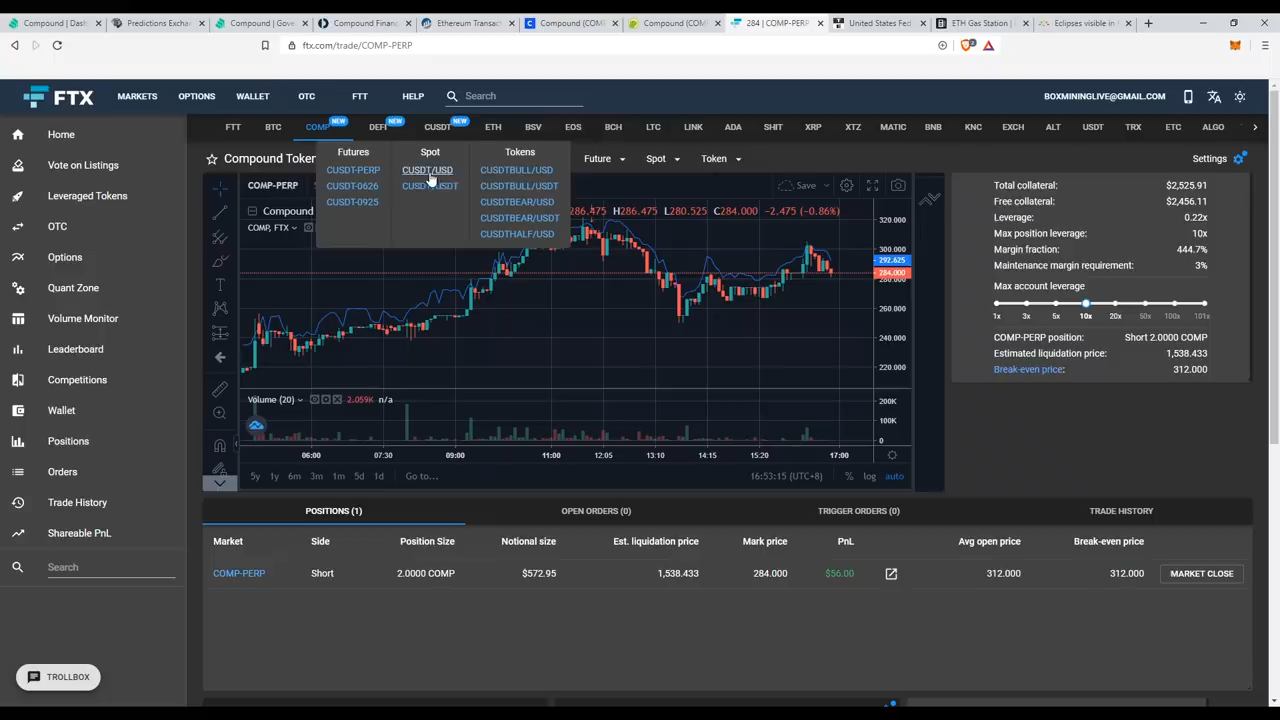 Compound | Dash
Predictions Exchan
Compound | Gove
Compound Financ
Ethereum Transac
Compound (COMP
Compound (COMP
284 | COMP-PERP
United States Fed
ETH Gas Station |
Eclipses visible in
ftx.com/trade/COMP-PERP
FTX
MARKETS
OPTIONS
WALLET
OTC
FTT
HELP
Search
BOXMININGLIVE@GMAIL.COM
FTT BTC COMP NEW DEFI NEW CUSDT NEW ETH BSV EOS BCH LTC LINK ADA SHIT XRP XTZ MATIC BNB KNC EXCH ALT USDT TRX ETC ALGO
Home
Vote on Listings
Leveraged Tokens
OTC
Options
Quant Zone
Volume Monitor
Leaderboard
Competitions
Wallet
Positions
Orders
Trade History
Shareable PnL
Search
TROLLBOX
Compound Token
Future
Spot
Token
Settings
Futures
CUSDT-PERP
CUSDT-0626
CUSDT-0925
Spot
CUSDT/USD
CUSDT/USDT
Tokens
CUSDTBULL/USD
CUSDTBULL/USDT
CUSDTBEAR/USD
CUSDTBEAR/USDT
CUSDTHALF/USD
COMP-PERP
Save
Compound
286.475 H286.475 L280.525 C284.000 -2.475 (-0.86%)
COMP, FTX
320.000
300.000
292.625
284.000
280.000
260.000
240.000
220.000
Volume (20) 2.059K n/a
200K
100K
0
06:00 07:30 09:00 11:00 12:05 13:10 14:15 15:20 17:00
5y 1y 6m 3m 1m 5d 1d Go to...
16:53:15 (UTC+8) % log auto
Total collateral: $2,525.91
Free collateral: $2,456.11
Leverage: 0.22x
Max position leverage: 10x
Margin fraction: 444.7%
Maintenance margin requirement: 3%
Max account leverage
1x 3x 5x 10x 20x 50x 100x 101x
COMP-PERP position: Short 2.0000 COMP
Estimated liquidation price: 1,538.433
Break-even price: 312.000
POSITIONS (1)
OPEN ORDERS (0)
TRIGGER ORDERS (0)
TRADE HISTORY
Market Side Position Size Notional size Est. liquidation price Mark price PnL Avg open price Break-even price
COMP-PERP Short 2.0000 COMP $572.95 1,538.433 284.000 $56.00 312.000 312.000 MARKET CLOSE